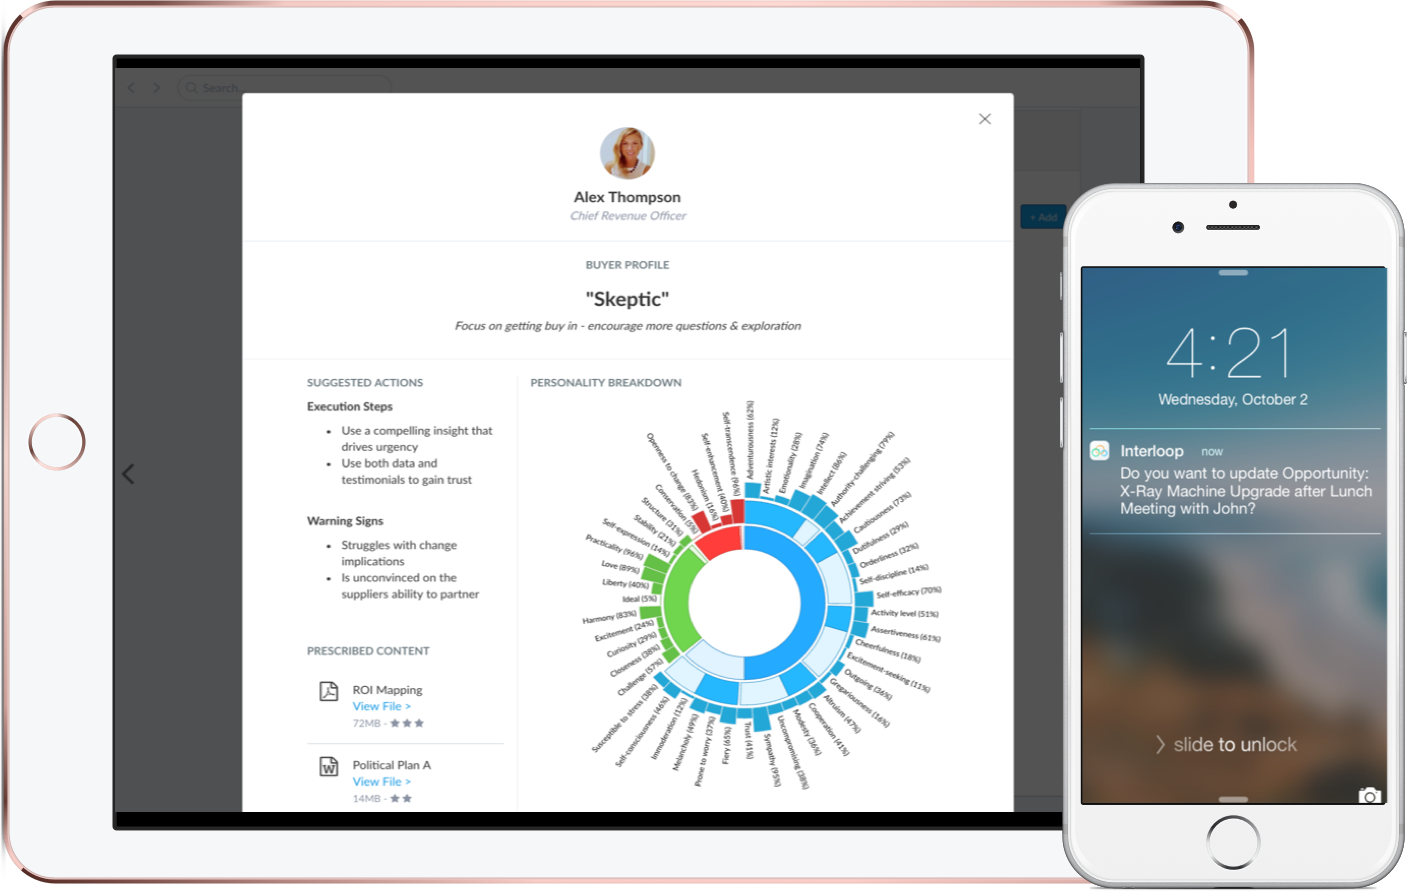 Search...
Alex Thompson
Chief Revenue Officer
+ Add
BUYER PROFILE
"Skeptic"
Focus on getting buy in - encourage more questions & exploration
SUGGESTED ACTIONS
Execution Steps
• Use a compelling insight that
drives urgency
• Use both data and
testimonials to gain trust
Warning Signs
• Struggles with change
implications
• Is unconvinced on the
suppliers ability to partner
PRESCRIBED CONTENT
ROI Mapping
View File >
72MB - ★★★
W
Political Plan A
View File >
14MB - ★★
PERSONALITY BREAKDOWN
Adventurousness (62%)
Artistic interests (12%)
Emotionality (28%)
Imagination (74%)
Intellect (86%)
Authority-challenging (79%)
Achievement striving (53%)
Cautiousness (73%)
Dutifulness (29%)
Orderliness (32%)
Self-discipline (14%)
Self-efficacy (70%)
Activity level (51%)
Assertiveness (61%)
Cheerfulness (18%)
Excitement-seeking (11%)
Outgoing (36%)
Gregariousness (16%)
Altruism (47%)
Cooperation (41%)
Modesty (36%)
Uncompromising (38%)
Sympathy (95%)
Trust (41%)
Fiery (65%)
Prone to worry (37%)
Melancholy (49%)
Immoderation (12%)
Self-consciousness (46%)
Susceptible to stress (38%)
Challenge (57%)
Closeness (38%)
Curiosity (29%)
Excitement (24%)
Harmony (83%)
Ideal (5%)
Liberty (40%)
Love (89%)
Practicality (96%)
Self-expression (14%)
Stability (21%)
Structure (31%)
Conservation (5%)
Openness to change (83%)
Hedonism (16%)
Self-enhancement (40%)
Self-transcendence (96%)
4:21
Wednesday, October 2
Interloop now
Do you want to update Opportunity:
X-Ray Machine Upgrade after Lunch
Meeting with John?
> slide to unlock